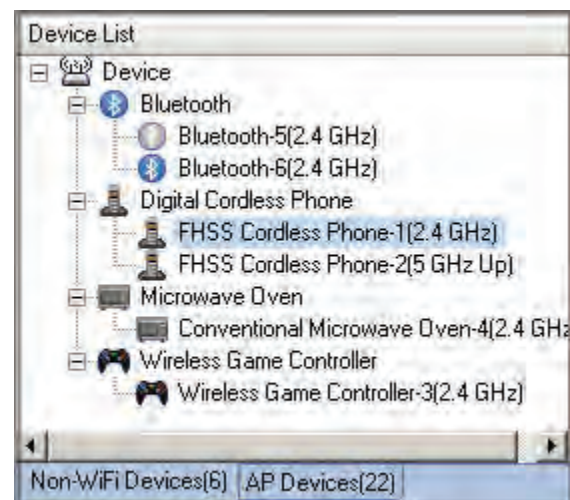 Device List
Device
Bluetooth
Bluetooth-5(2.4 GHz)
Bluetooth-6(2.4 GHz)
Digital Cordless Phone
FHSS Cordless Phone-1(2.4 GHz)
FHSS Cordless Phone-2(5 GHz Up)
Microwave Oven
Conventional Microwave Oven-4(2.4 GHz
Wireless Game Controller
Wireless Game Controller-3(2.4 GHz)
Non-WiFi Devices(6) AP Devices(22)